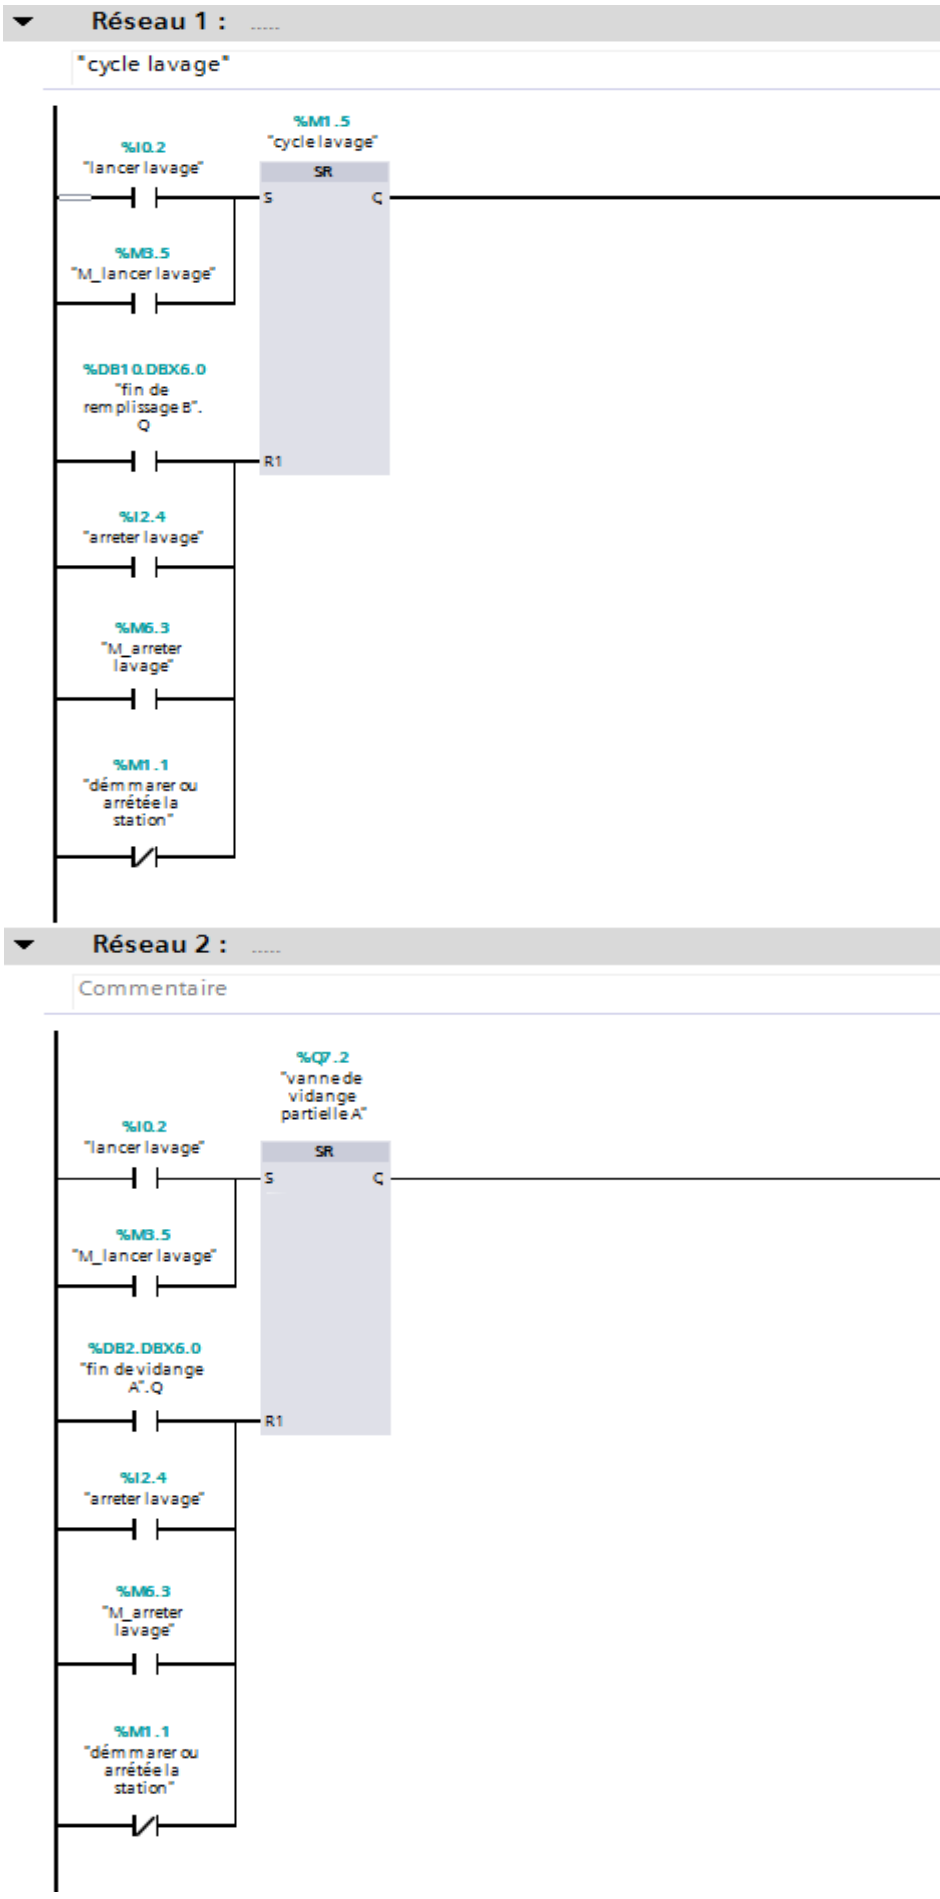 Réseau 1 : .....
"cycle lavage"
%M1.5
"cycle lavage"
%I0.2
"lancer lavage"
SR
S Q
%M3.5
"M_lancer lavage"
%DB10.DBX6.0
"fin de
remplissage B".
Q
R1
%I2.4
"arreter lavage"
%M6.3
"M_arreter
lavage"
%M1.1
"démmarer ou
arrétée la
station"
Réseau 2 : .....
Commentaire
%Q7.2
"vanne de
vidange
partielle A"
%I0.2
"lancer lavage"
SR
S Q
%M3.5
"M_lancer lavage"
%DB2.DBX6.0
"fin de vidange
A".Q
R1
%I2.4
"arreter lavage"
%M6.3
"M_arreter
lavage"
%M1.1
"démmarer ou
arrétée la
station"